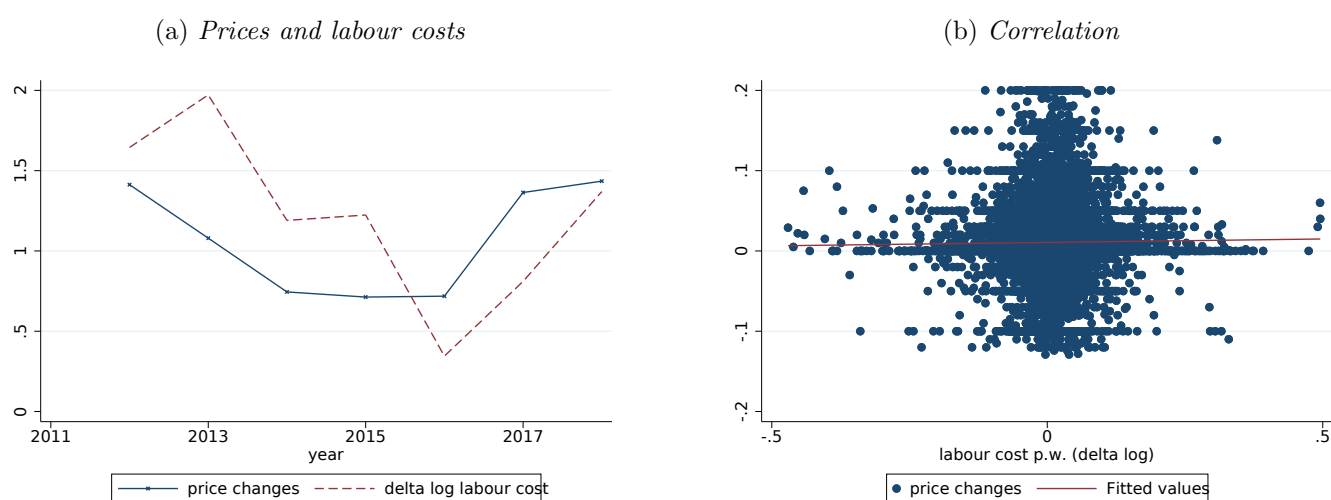 (a) Prices and labour costs
2
1.5
1
.5
0
2011 2013 2015 2017
year
price changes delta log labour cost
(b) Correlation
.2
.1
0
-.1
-.2
-.5 0 .5
labour cost p.w. (delta log)
price changes Fitted values